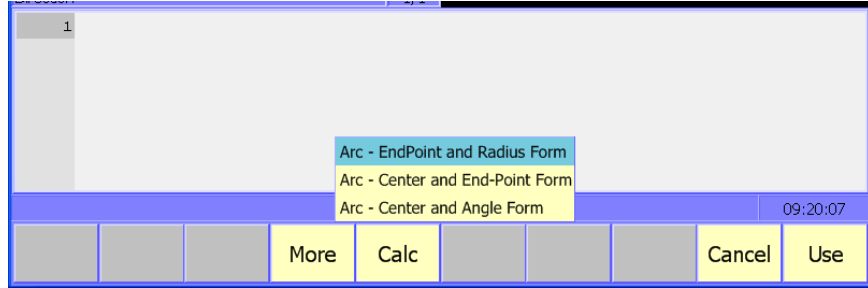 1
Arc - EndPoint and Radius Form
Arc - Center and End-Point Form
Arc - Center and Angle Form
09:20:07
More Calc Cancel Use